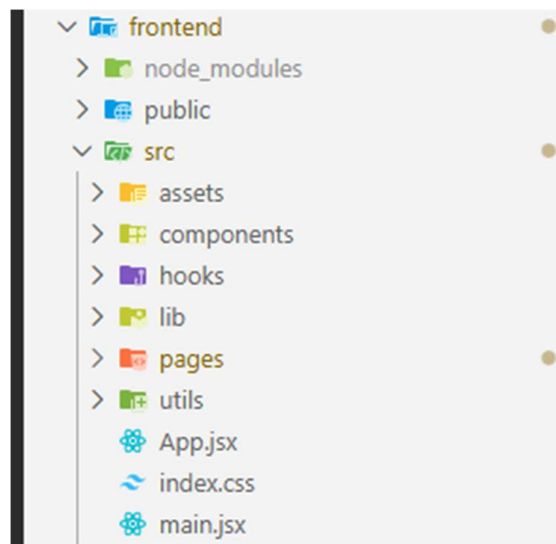 frontend
node_modules
public
src
assets
components
hooks
lib
pages
utils
App.jsx
index.css
main.jsx